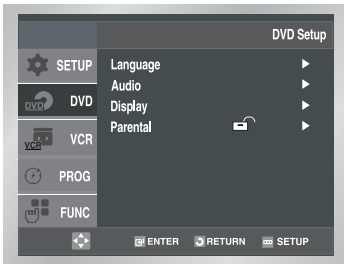 DVD Setup
SETUP
Language
Audio
DVD
DVD
Display
Parental
VCR
VCR
PROG
FUNC
ENTER RETURN SETUP